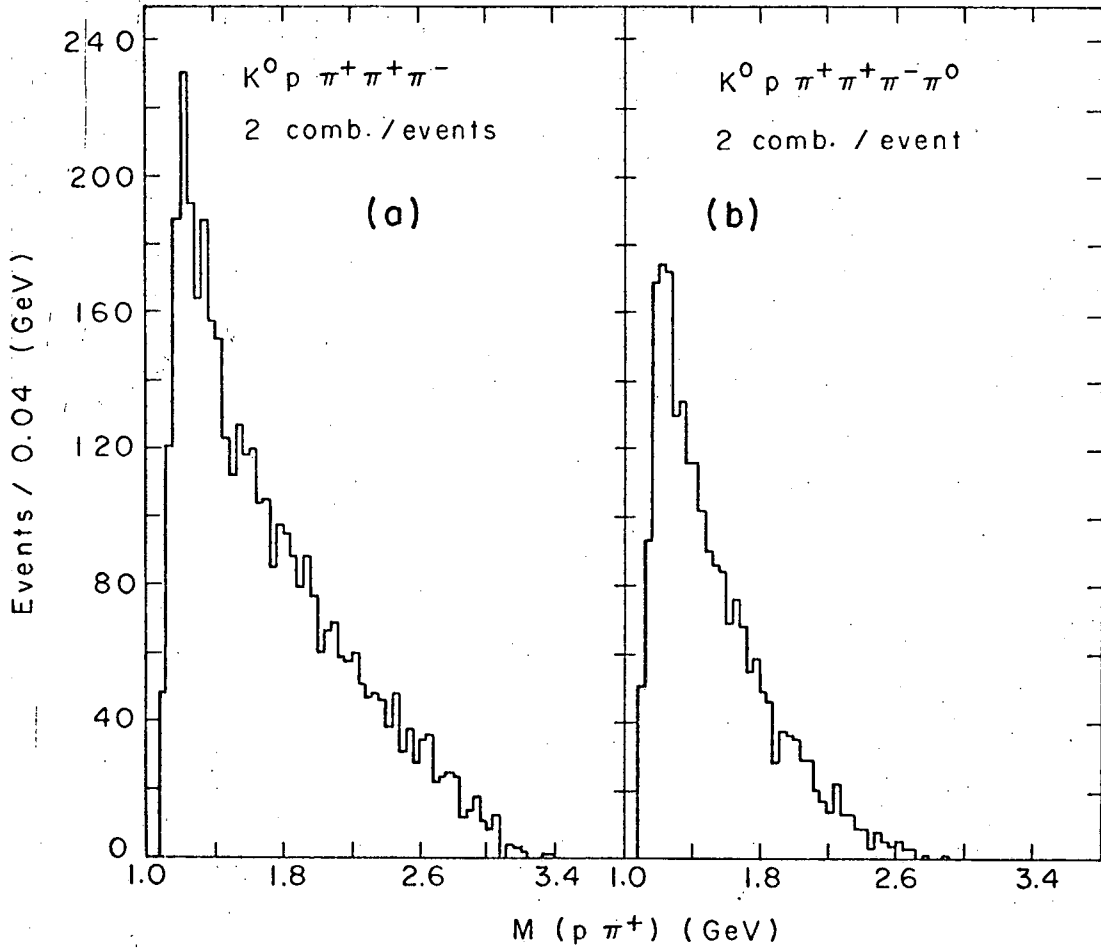 240
200
160
120
80
40
0
Events / 0.04 (GeV)
K⁰ p π⁺ π⁺ π⁻
2 comb. / events
(a)
K⁰ p π⁺ π⁺ π⁻ π⁰
2 comb. / event
(b)
1.0 1.8 2.6 3.4
1.0 1.8 2.6 3.4
M (p π⁺) (GeV)